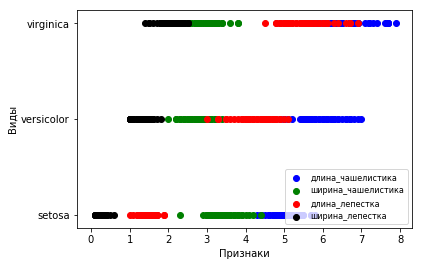 virginica
versicolor
setosa
Виды
0 1 2 3 4 5 6 7 8
Признаки
длина_чашелистика
ширина_чашелистика
длина_лепестка
ширина_лепестка